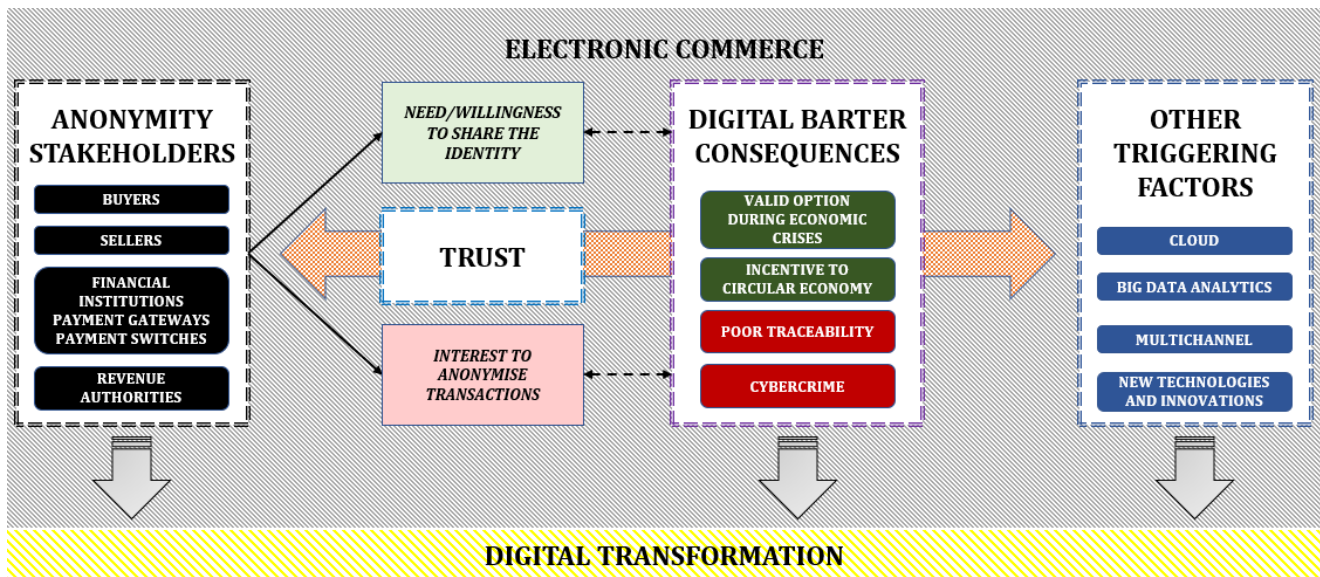 ELECTRONIC COMMERCE
ANONYMITY
STAKEHOLDERS
BUYERS
SELLERS
FINANCIAL
INSTITUTIONS
PAYMENT GATEWAYS
PAYMENT SWITCHES
REVENUE
AUTHORITIES
NEED/WILLINGNESS
TO SHARE THE
IDENTITY
TRUST
INTEREST TO
ANONYMISE
TRANSACTIONS
DIGITAL BARTER
CONSEQUENCES
VALID OPTION
DURING ECONOMIC
CRISES
INCENTIVE TO
CIRCULAR ECONOMY
POOR TRACEABILITY
CYBERCRIME
OTHER
TRIGGERING
FACTORS
CLOUD
BIG DATA ANALYTICS
MULTICHANNEL
NEW TECHNOLOGIES
AND INNOVATIONS
DIGITAL TRANSFORMATION